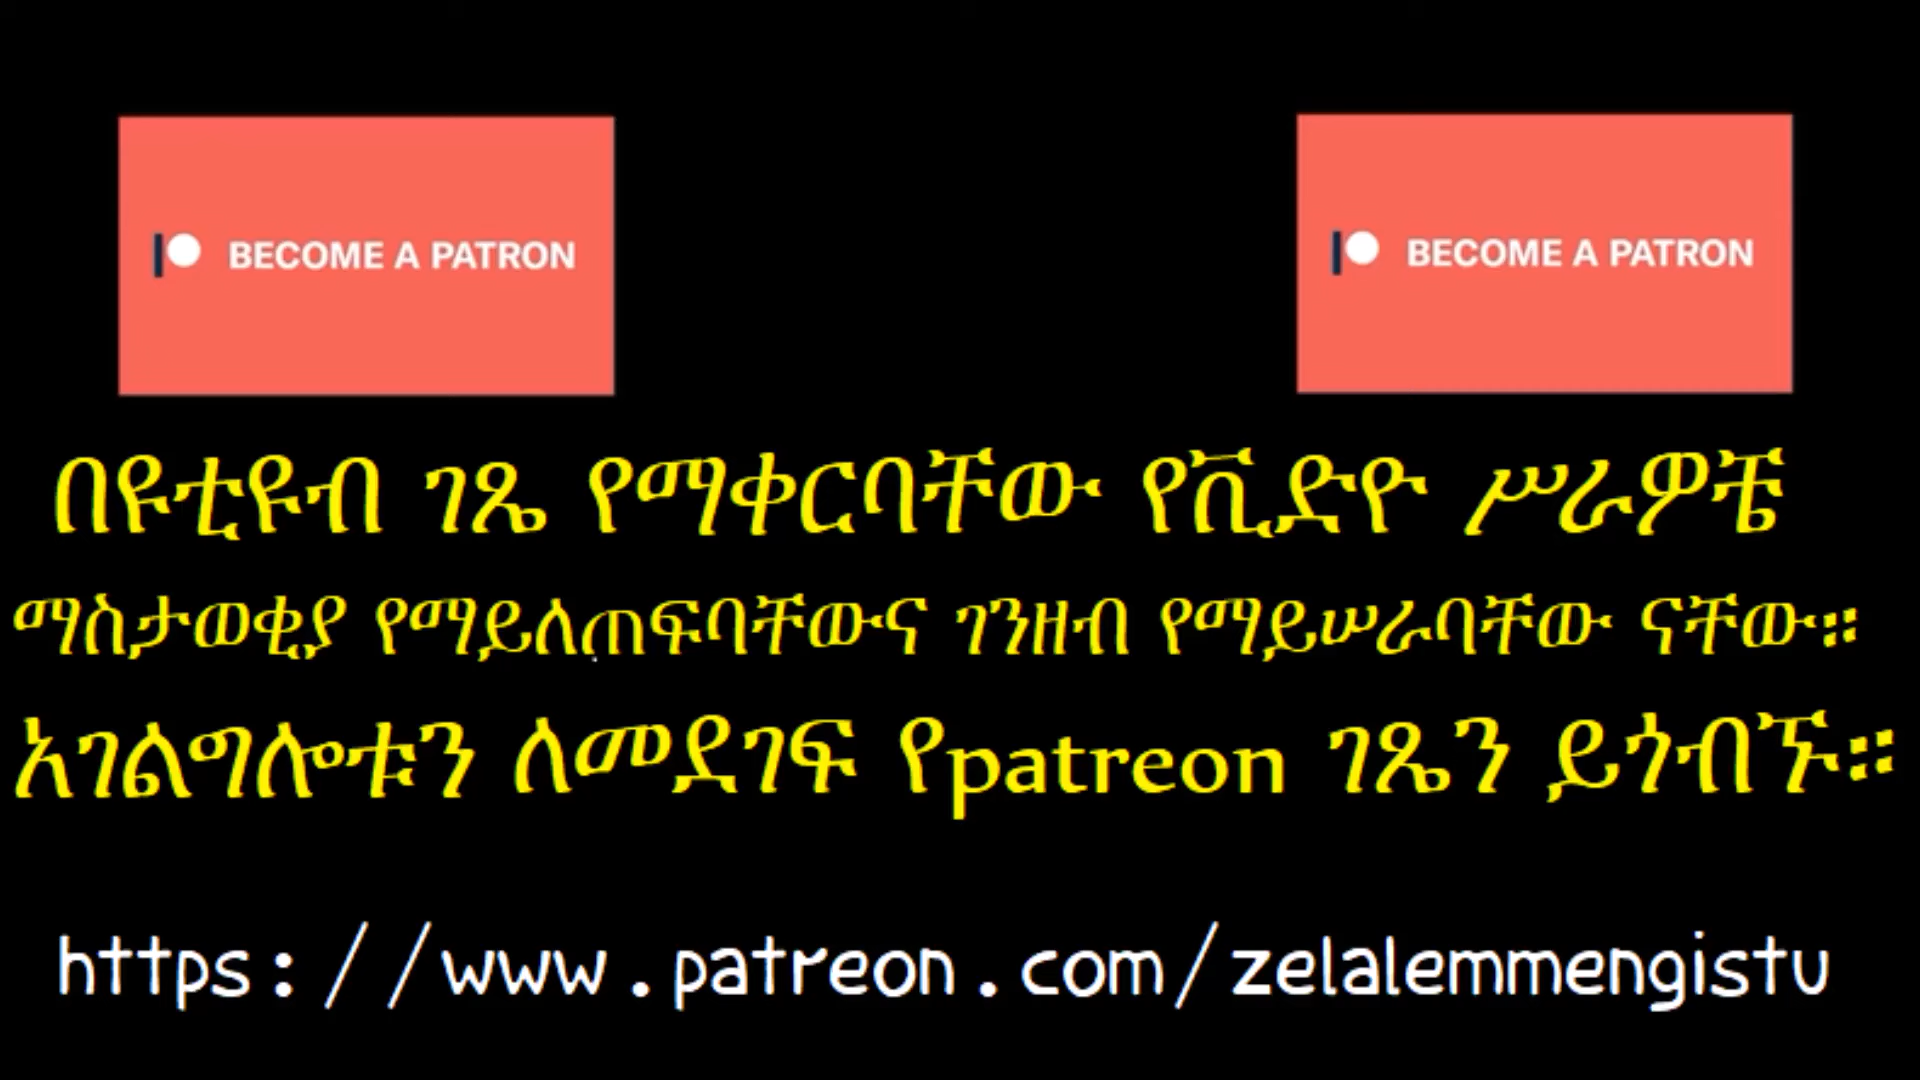 BECOME A PATRON
BECOME A PATRON
በዩቲዩብ ገጼ የማቀርባቸው የቪድዮ ሥራዎቼ
ማስታወቂያ የማይለጠፍባቸውና ገንዘብ የማይሠራባቸው ናቸው።
አገልግሎቱን ለመደገፍ የpatreon ገጼን ይጎብኙ።
https://www.patreon.com/zelalemmengistu